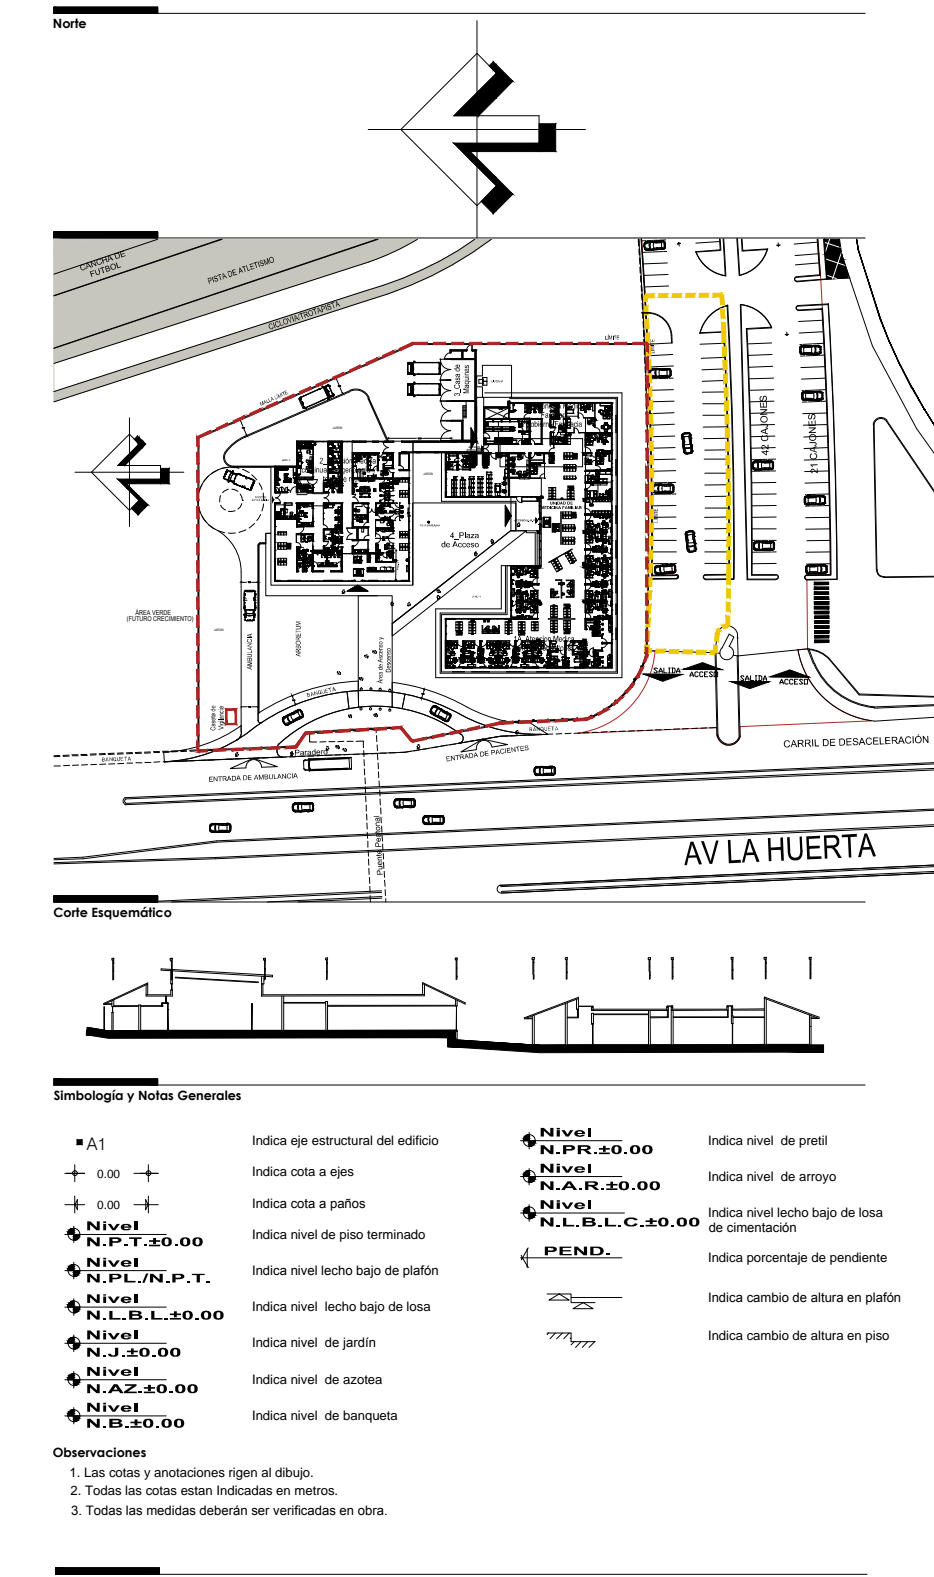 Norte
CANCHA DE
FUTBOL
PISTA DE ATLETISMO
CICLOVIA/TROTAPISTA
LÍMITE
MALLA LÍMITE
3_Casa de
Maquinas
42 CAJONES
21 CAJONES
UNIDAD DE
MEDICINA FAMILIAR
4_Plaza
de Acceso
ÁREA VERDE
(FUTURO CRECIMIENTO)
AMBULANCIA
ARBORETUM
Área de Ascenso y
Descenso
1A_Atencion Medica
SALIDA
ACCESO
SALIDA
ACCESO
BANQUETA
Caseta de
Vigilancia
BANQUETA
BANQUETA
Paradero
ENTRADA DE PACIENTES
ENTRADA DE AMBULANCIA
CARRIL DE DESACELERACIÓN
Puente Peatonal
AV LA HUERTA
Corte Esquemático
Simbología y Notas Generales
A1 Indica eje estructural del edificio
0.00 Indica cota a ejes
0.00 Indica cota a paños
Nivel
N.P.T.±0.00 Indica nivel de piso terminado
Nivel
N.PL./N.P.T. Indica nivel lecho bajo de plafón
Nivel
N.L.B.L.±0.00 Indica nivel lecho bajo de losa
Nivel
N.J.±0.00 Indica nivel de jardín
Nivel
N.AZ.±0.00 Indica nivel de azotea
Nivel
N.B.±0.00 Indica nivel de banqueta
Nivel
N.PR.±0.00 Indica nivel de pretil
Nivel
N.A.R.±0.00 Indica nivel de arroyo
Nivel
N.L.B.L.C.±0.00 Indica nivel lecho bajo de losa
de cimentación
PEND. Indica porcentaje de pendiente
Indica cambio de altura en plafón
Indica cambio de altura en piso
Observaciones
1. Las cotas y anotaciones rigen al dibujo.
2. Todas las cotas estan Indicadas en metros.
3. Todas las medidas deberán ser verificadas en obra.